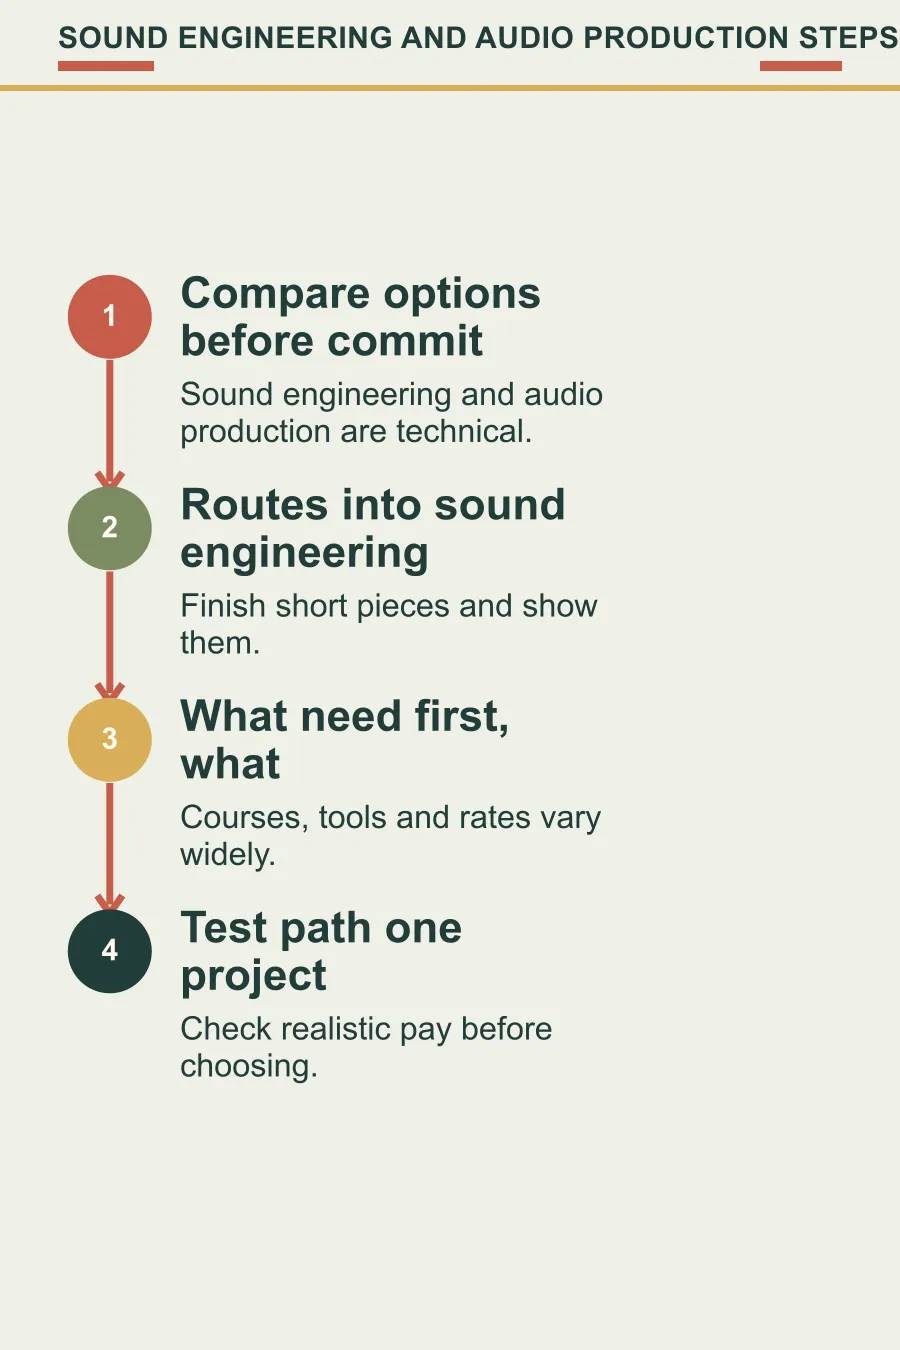 SOUND ENGINEERING AND AUDIO PRODUCTION STEPS
1
Compare options
before commit
Sound engineering and audio
production are technical.
2
Routes into sound
engineering
Finish short pieces and show
them.
3
What need first,
what
Courses, tools and rates vary
widely.
4
Test path one
project
Check realistic pay before
choosing.